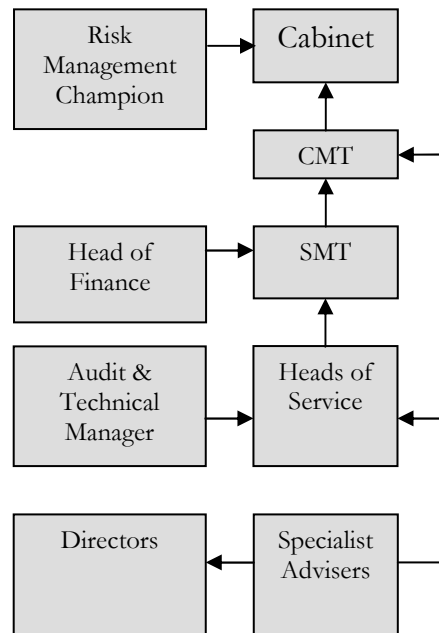 Risk
Management
Champion
Cabinet
CMT
Head of
Finance
SMT
Audit &
Technical
Manager
Heads of
Service
Directors
Specialist
Advisers